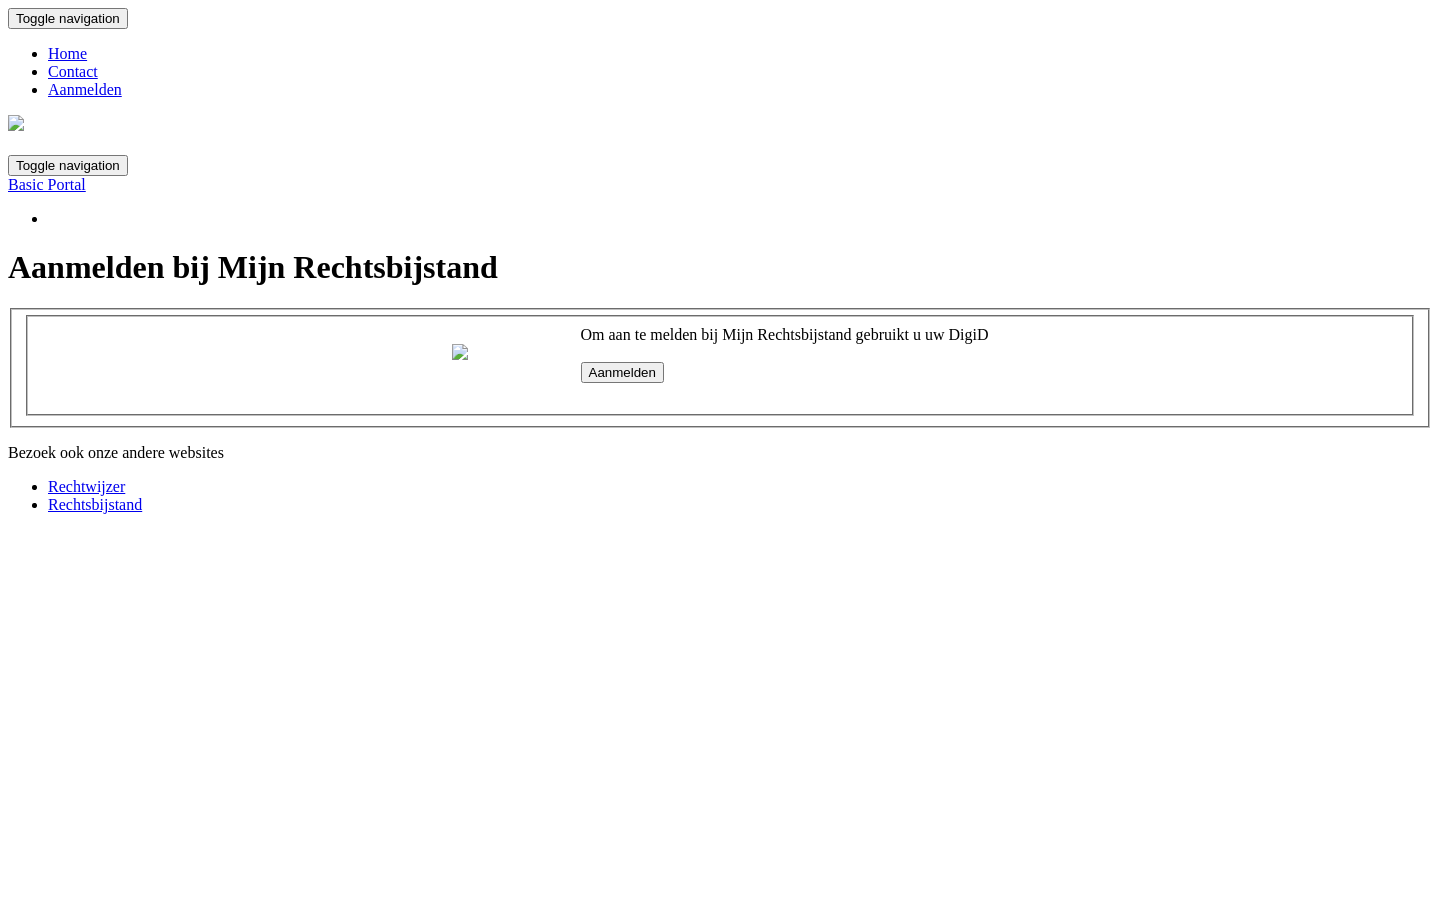 Toggle navigation
Home
Contact
Aanmelden
Toggle navigation
Basic Portal
Aanmelden bij Mijn Rechtsbijstand
Om aan te melden bij Mijn Rechtsbijstand gebruikt u uw DigiD
Aanmelden
Bezoek ook onze andere websites
Rechtwijzer
Rechtsbijstand